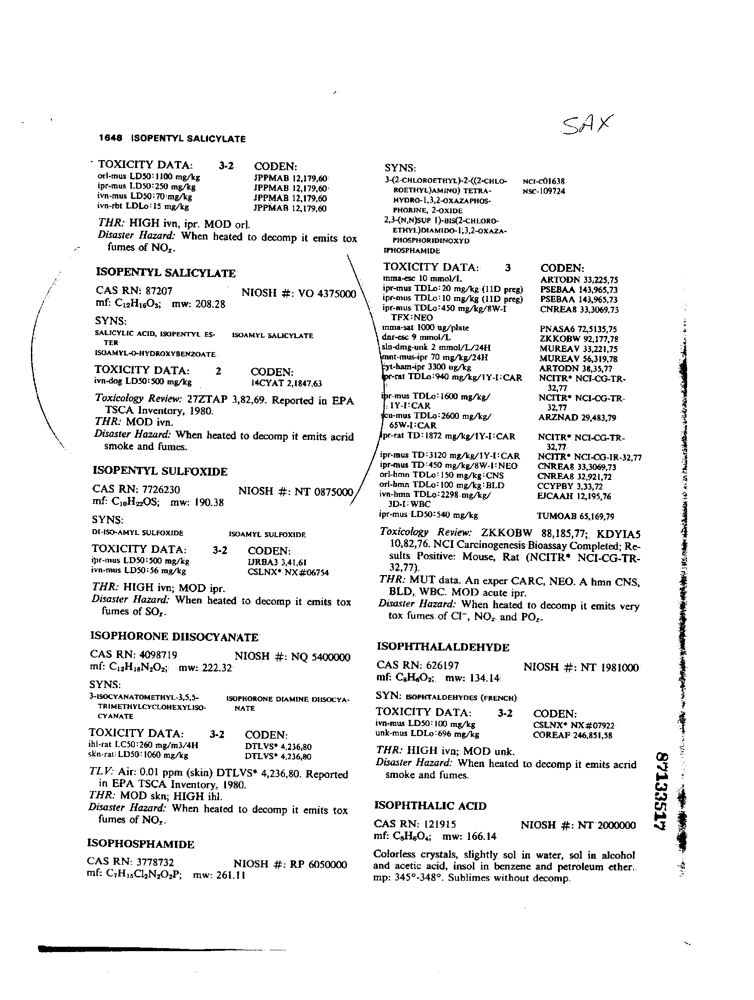 SAX
1648 ISOPENTYL SALICYLATE
TOXICITY DATA: 3-2 CODEN:
orl-mus LD50:1100 mg/kg JPPMAB 12,179,60
ipr-mus LD50:250 mg/kg JPPMAB 12,179,60
ivn-mus LD50:70 mg/kg JPPMAB 12,179,60
ivn-rbt LDLo:15 mg/kg JPPMAB 12,179,60
THR: HIGH ivn, ipr. MOD orl.
Disaster Hazard: When heated to decomp it emits tox
fumes of NOx.
ISOPENTYL SALICYLATE
CAS RN: 87207 NIOSH #: VO 4375000
mf: C12H16O3; mw: 208.28
SYNS:
SALICYLIC ACID, ISOPENTYL ES- ISOAMYL SALICYLATE
TER
ISOAMYL-O-HYDROXYBENZOATE
TOXICITY DATA: 2 CODEN:
ivn-dog LD50:500 mg/kg 14CYAT 2,1847,63
Toxicology Review: 27ZTAP 3,82,69. Reported in EPA
TSCA Inventory, 1980.
THR: MOD ivn.
Disaster Hazard: When heated to decomp it emits acrid
smoke and fumes.
ISOPENTYL SULFOXIDE
CAS RN: 7726230 NIOSH #: NT 0875000
mf: C10H22OS; mw: 190.38
SYNS:
DI-ISO-AMYL SULFOXIDE ISOAMYL SULFOXIDE
TOXICITY DATA: 3-2 CODEN:
ipr-mus LD50:500 mg/kg IJRBA3 3,41,61
ivn-mus LD50:56 mg/kg CSLNX* NX#06754
THR: HIGH ivn; MOD ipr.
Disaster Hazard: When heated to decomp it emits tox
fumes of SOx.
ISOPHORONE DIISOCYANATE
CAS RN: 4098719 NIOSH #: NQ 5400000
mf: C12H18N2O2; mw: 222.32
SYNS:
3-ISOCYANATOMETHYL-3,5,5- ISOPHORONE DIAMINE DIISOCYA-
TRIMETHYLCYCLOHEXYLISO- NATE
CYANATE
TOXICITY DATA: 3-2 CODEN:
ihl-rat LC50:260 mg/m3/4H DTLVS* 4,236,80
skn-rat LD50:1060 mg/kg DTLVS* 4,236,80
TLV: Air: 0.01 ppm (skin) DTLVS* 4,236,80. Reported
in EPA TSCA Inventory, 1980.
THR: MOD skn; HIGH ihl.
Disaster Hazard: When heated to decomp it emits tox
fumes of NOx.
ISOPHOSPHAMIDE
CAS RN: 3778732 NIOSH #: RP 6050000
mf: C7H15Cl2N2O2P; mw: 261.11
SYNS:
3-(2-CHLOROETHYL)-2-((2-CHLO- NCI-C01638
ROETHYL)AMINO) TETRA- NSC-109724
HYDRO-1,3,2-OXAZAPHOS-
PHORINE, 2-OXIDE
2,3-(N,N)SUP 1)-BIS(2-CHLORO-
ETHYL)DIAMIDO-1,3,2-OXAZA-
PHOSPHORIDINOXYD
IPHOSPHAMIDE
TOXICITY DATA: 3 CODEN:
mma-esc 10 mmol/L ARTODN 33,225,75
ipr-mus TDLo:20 mg/kg (11D preg) PSEBAA 143,965,73
ipr-mus TDLo:10 mg/kg (11D preg) PSEBAA 143,965,73
ipr-mus TDLo:450 mg/kg/8W-I CNREA8 33,3069,73
TFX:NEO
mma-sat 1000 ug/plate PNASA6 72,5135,75
dnr-esc 9 mmol/L ZKKOBW 92,177,78
sln-dmg-unk 2 mmol/L/24H MUREAV 33,221,75
mnt-mus-ipr 70 mg/kg/24H MUREAV 56,319,78
cyt-ham-ipr 3300 ug/kg ARTODN 38,35,77
ipr-rat TDLo:940 mg/kg/1Y-I:CAR NCITR* NCI-CG-TR-
32,77
ipr-mus TDLo:1600 mg/kg/ NCITR* NCI-CG-TR-
1Y-I:CAR 32,77
scu-mus TDLo:2600 mg/kg/ ARZNAD 29,483,79
65W-I:CAR
ipr-rat TD:1872 mg/kg/1Y-I:CAR NCITR* NCI-CG-TR-
32,77
ipr-mus TD:3120 mg/kg/1Y-I:CAR NCITR* NCI-CG-TR-32,77
ipr-mus TD:450 mg/kg/8W-I:NEO CNREA8 33,3069,73
orl-hmn TDLo:150 mg/kg:CNS CNREA8 32,921,72
orl-hmn TDLo:100 mg/kg:BLD CCYPBY 3,33,72
ivn-hmn TDLo:2298 mg/kg/ EJCAAH 12,195,76
3D-I:WBC
ipr-mus LD50:540 mg/kg TUMOAB 65,169,79
Toxicology Review: ZKKOBW 88,185,77; KDYIA5
10,82,76. NCI Carcinogenesis Bioassay Completed; Re-
sults Positive: Mouse, Rat (NCITR* NCI-CG-TR-
32,77).
THR: MUT data. An exper CARC, NEO. A hmn CNS,
BLD, WBC. MOD acute ipr.
Disaster Hazard: When heated to decomp it emits very
tox fumes of Cl⁻, NOx and POx.
ISOPHTHALALDEHYDE
CAS RN: 626197 NIOSH #: NT 1981000
mf: C8H6O2; mw: 134.14
SYN: ISOPHTALDEHYDES (FRENCH)
TOXICITY DATA: 3-2 CODEN:
ivn-mus LD50:100 mg/kg CSLNX* NX#07922
unk-mus LDLo:696 mg/kg COREAF 246,851,58
THR: HIGH ivn; MOD unk.
Disaster Hazard: When heated to decomp it emits acrid
smoke and fumes.
ISOPHTHALIC ACID
CAS RN: 121915 NIOSH #: NT 2000000
mf: C8H6O4; mw: 166.14
Colorless crystals, slightly sol in water, sol in alcohol
and acetic acid, insol in benzene and petroleum ether.
mp: 345°-348°. Sublimes without decomp.
87133517